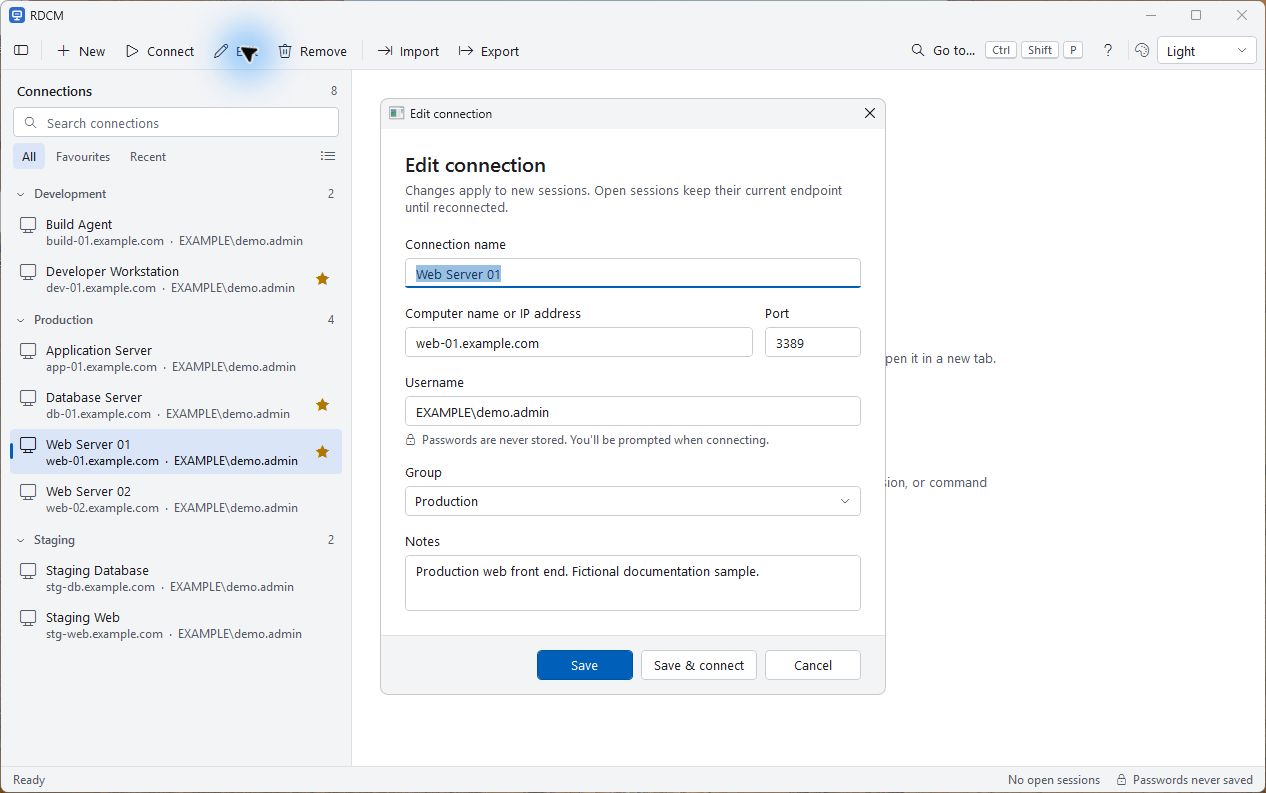 RDCM
New
Connect
Remove
Import
Export
Go to...
Ctrl
Shift
P
?
Light
Connections
8
Search connections
All
Favourites
Recent
Development
2
Build Agent
build-01.example.com · EXAMPLE\demo.admin
Developer Workstation
dev-01.example.com · EXAMPLE\demo.admin
Production
4
Application Server
app-01.example.com · EXAMPLE\demo.admin
Database Server
db-01.example.com · EXAMPLE\demo.admin
Web Server 01
web-01.example.com · EXAMPLE\demo.admin
Web Server 02
web-02.example.com · EXAMPLE\demo.admin
Staging
2
Staging Database
stg-db.example.com · EXAMPLE\demo.admin
Staging Web
stg-web.example.com · EXAMPLE\demo.admin
Edit connection
Edit connection
Changes apply to new sessions. Open sessions keep their current endpoint
until reconnected.
Connection name
Web Server 01
Computer name or IP address
Port
web-01.example.com
3389
Username
EXAMPLE\demo.admin
Passwords are never stored. You'll be prompted when connecting.
Group
Production
Notes
Production web front end. Fictional documentation sample.
Save
Save & connect
Cancel
it in a new tab.
or command
Ready
No open sessions
Passwords never saved